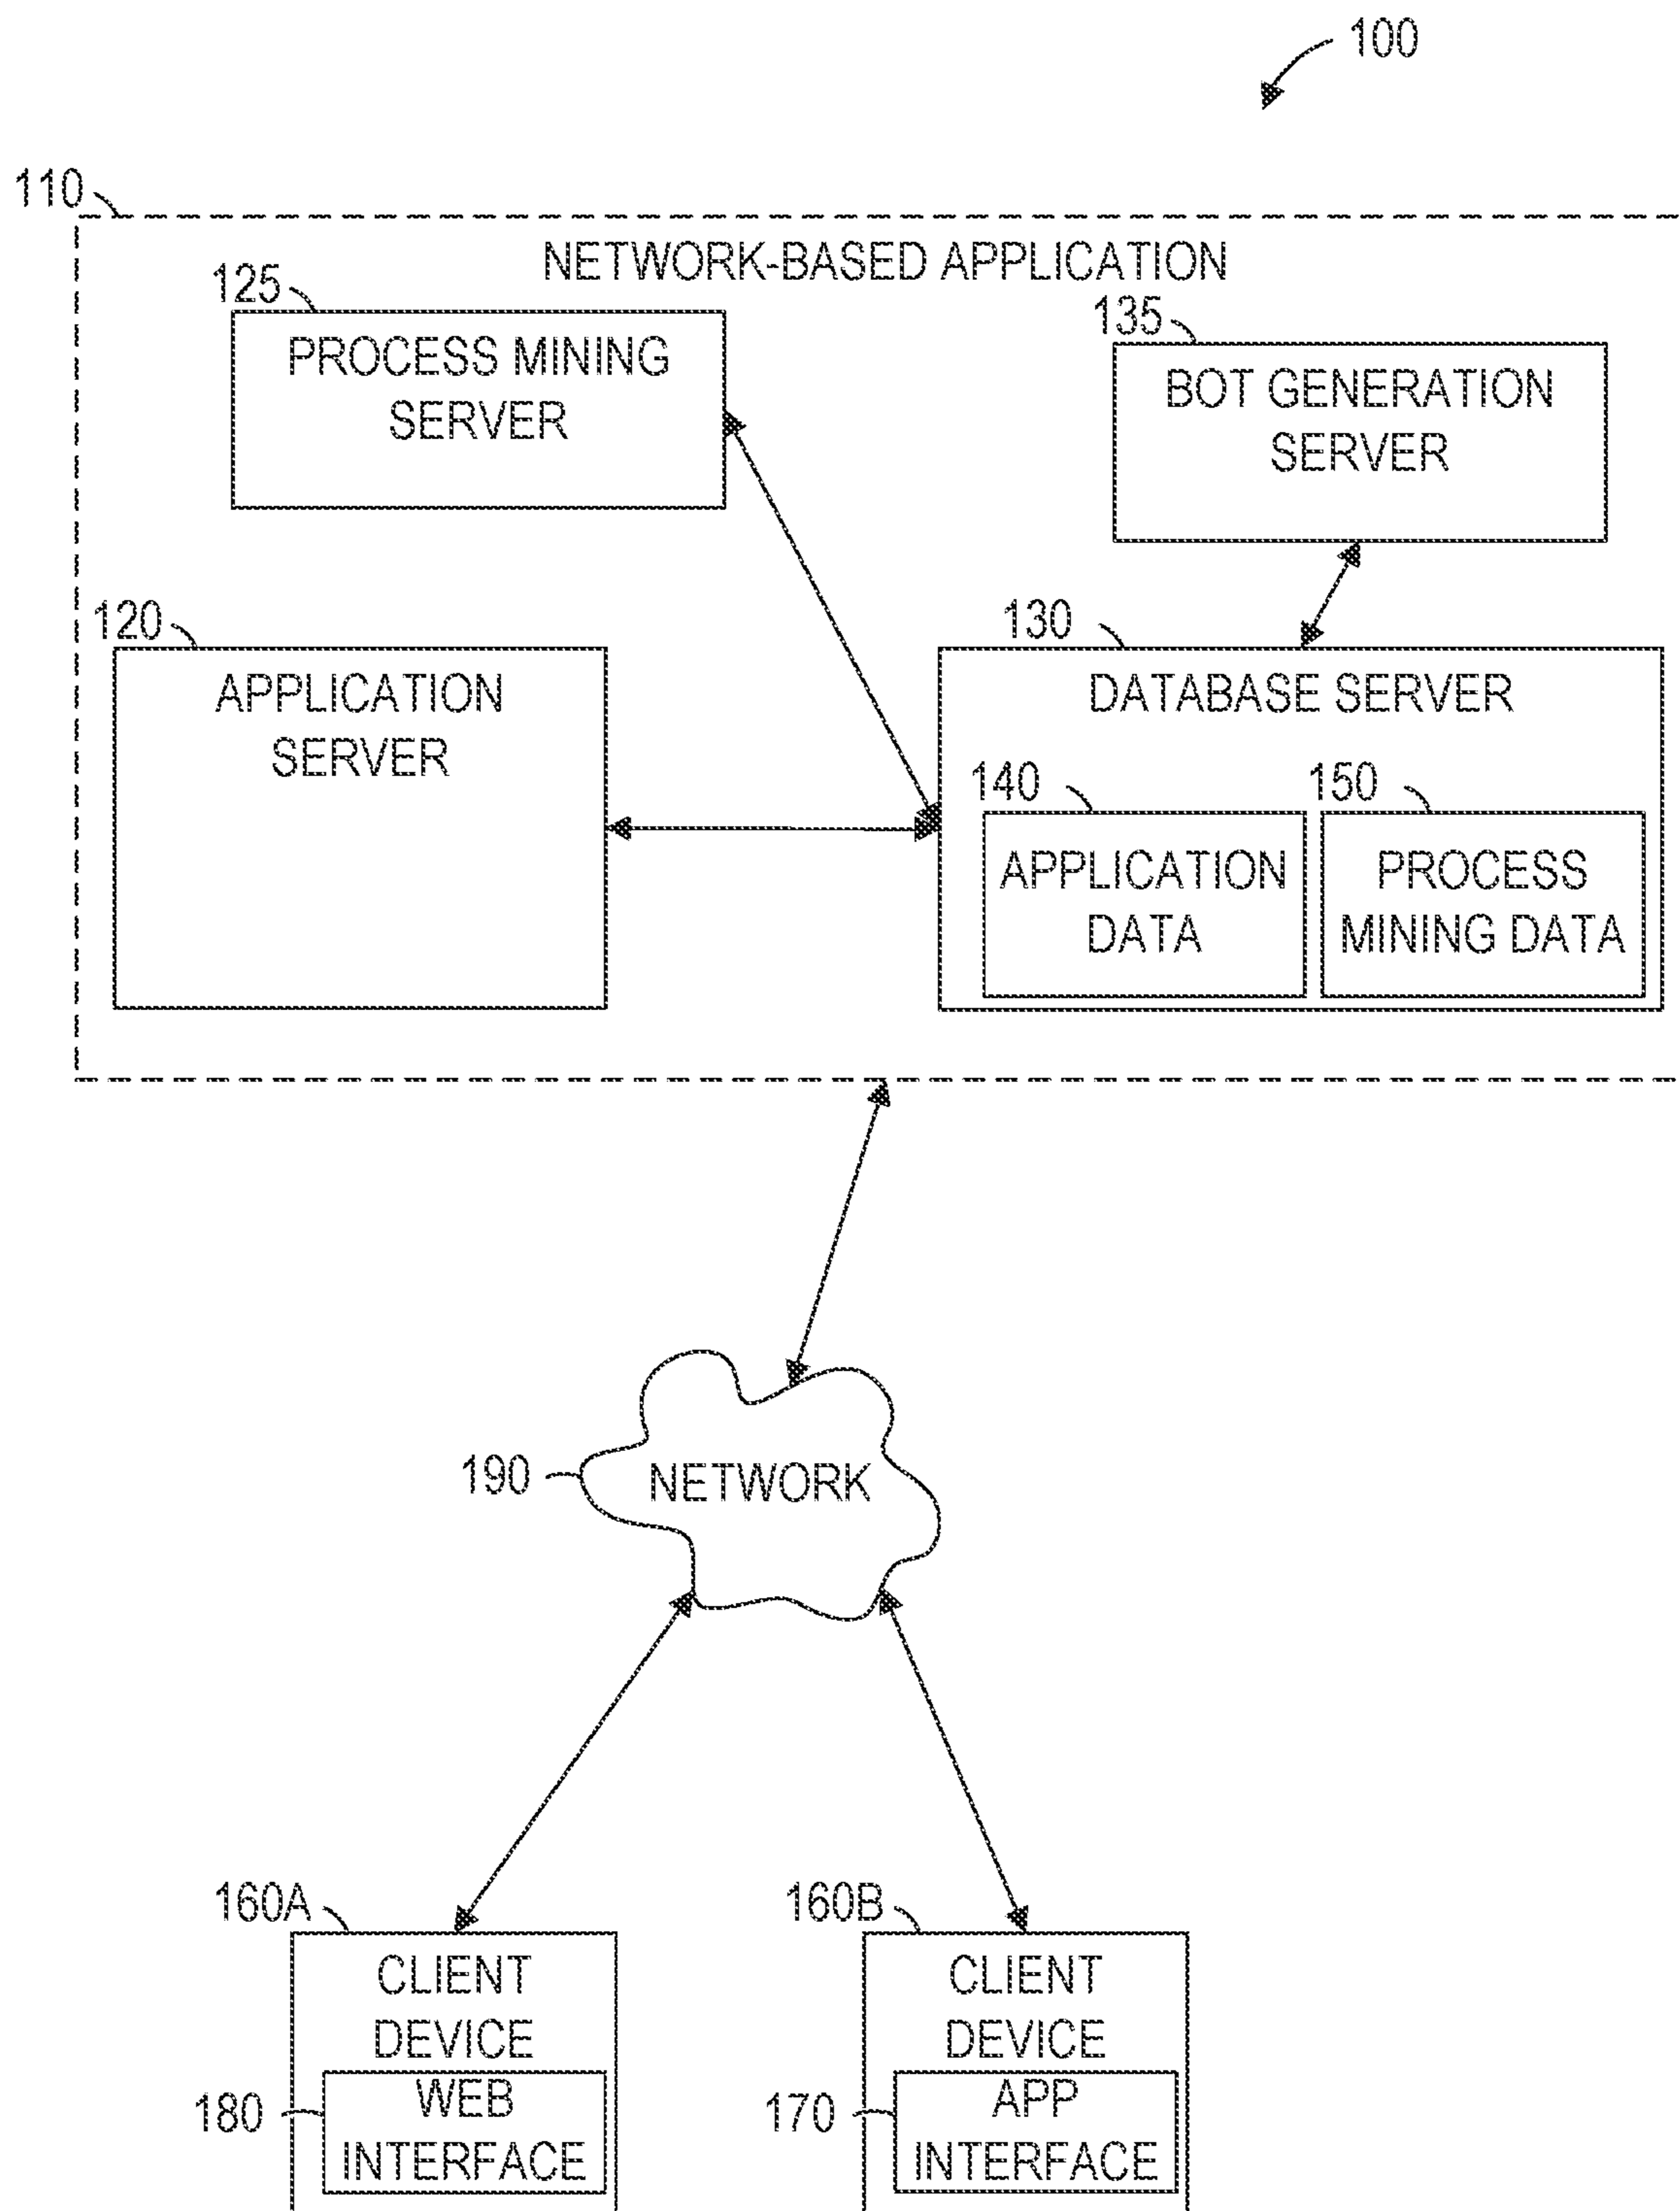 100
110
NETWORK-BASED APPLICATION
125
PROCESS MINING
SERVER
135
BOT GENERATION
SERVER
120
APPLICATION
SERVER
130
DATABASE SERVER
140
APPLICATION
DATA
150
PROCESS
MINING DATA
190
NETWORK
160A
CLIENT
DEVICE
180
WEB
INTERFACE
160B
CLIENT
DEVICE
170
APP
INTERFACE